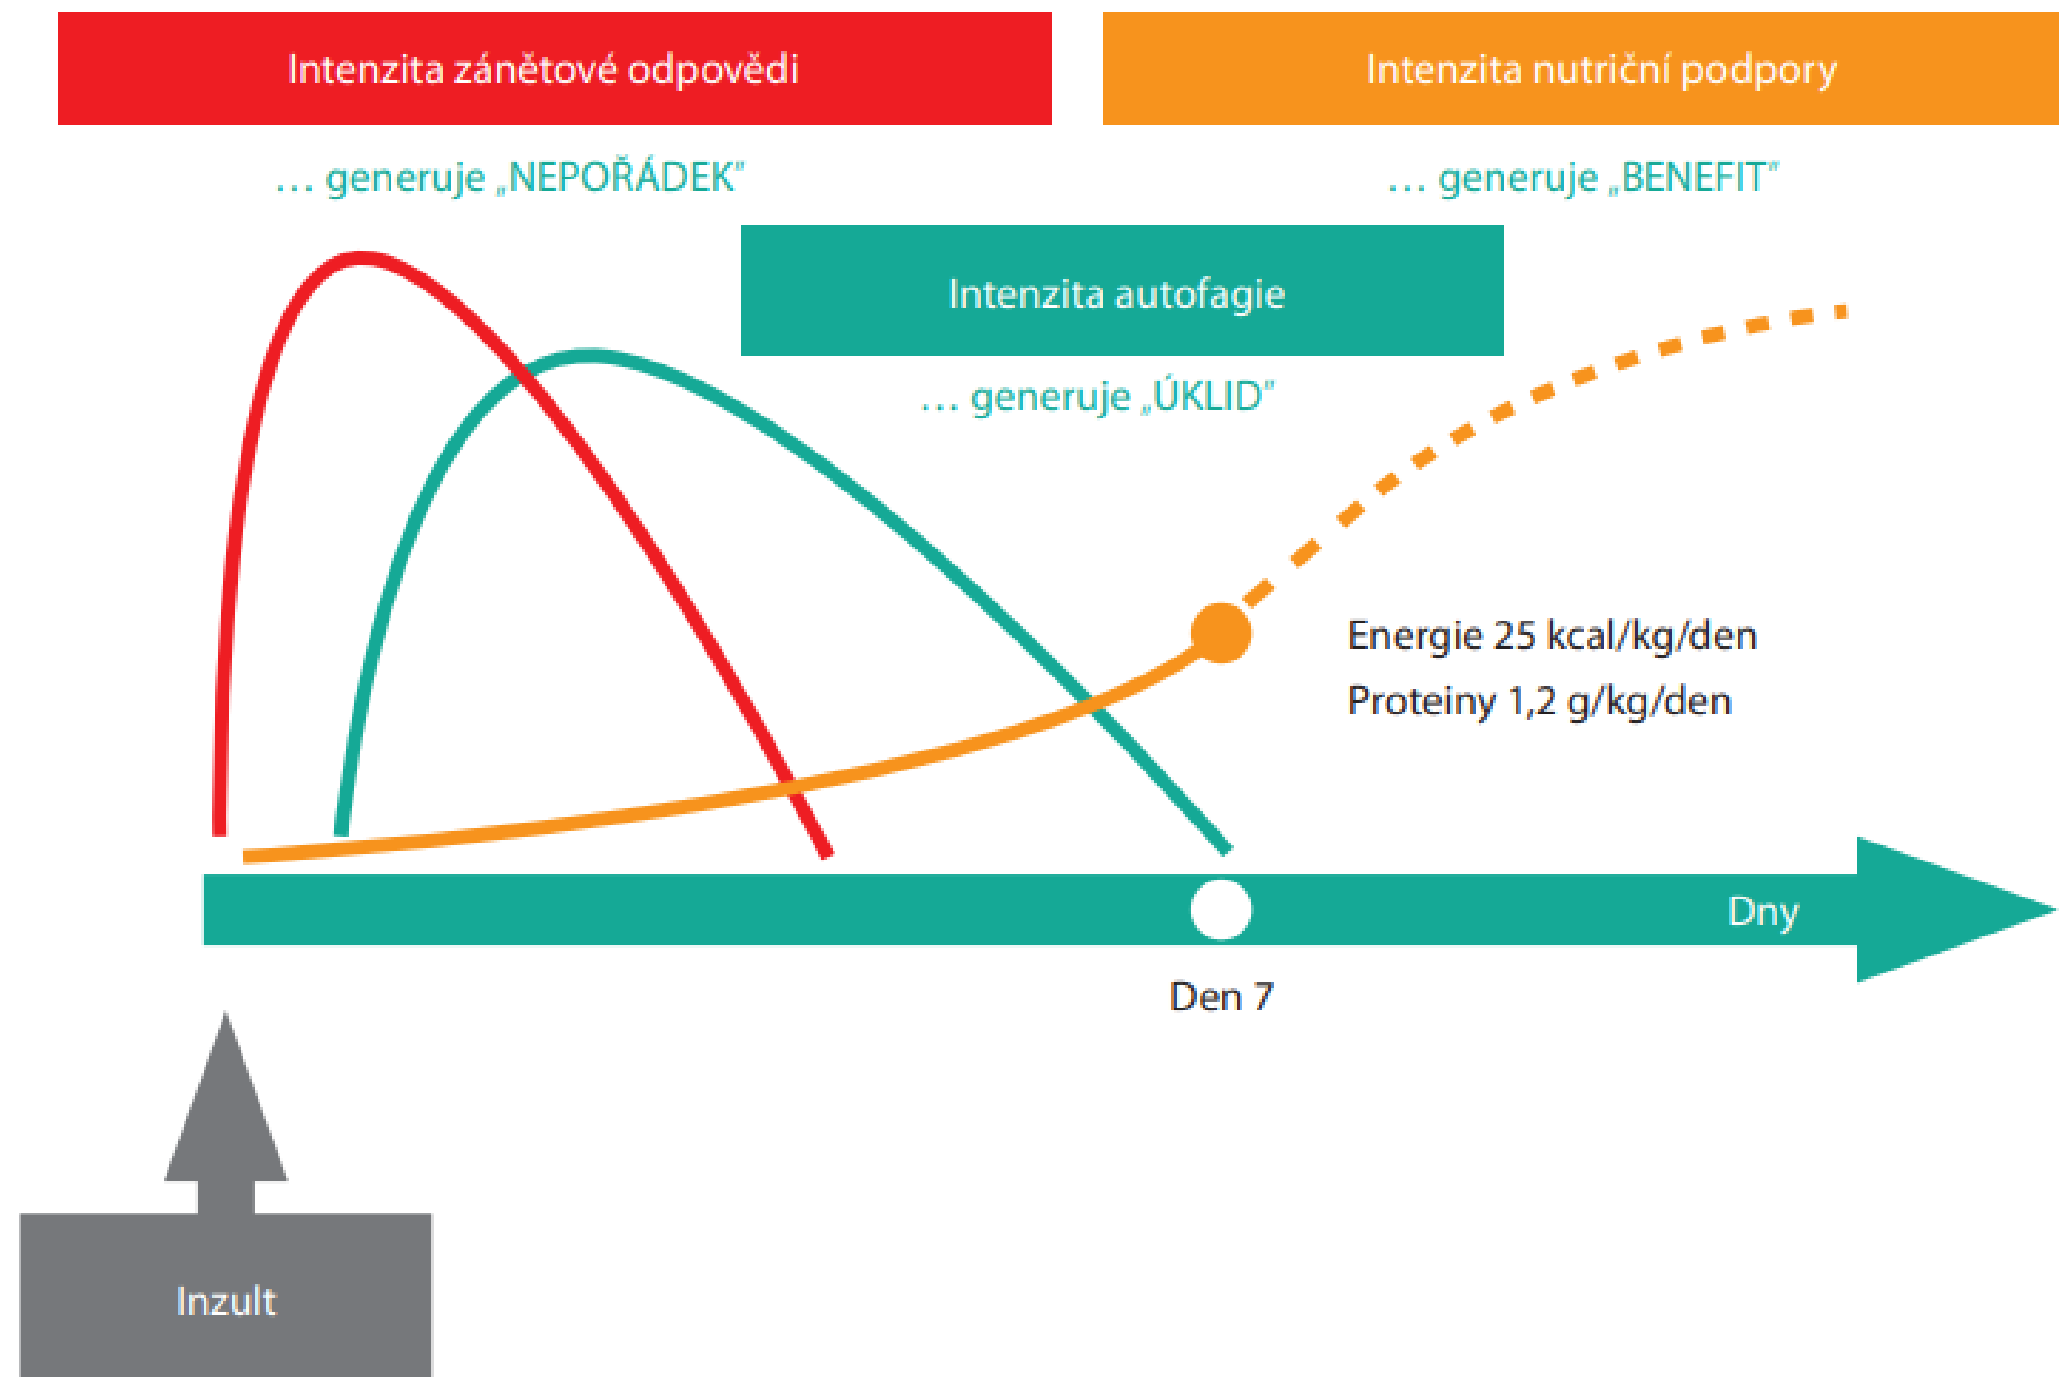 Intenzita zánětové odpovědi
Intenzita nutriční podpory
… generuje „NEPOŘÁDEK"
… generuje „BENEFIT"
Intenzita autofagie
… generuje „ÚKLID"
Energie 25 kcal/kg/den
Proteiny 1,2 g/kg/den
Dny
Den 7
Inzult